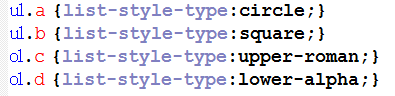 ul.a {list-style-type:circle;}
ul.b {list-style-type:square;}
ol.c {list-style-type:upper-roman;}
ol.d {list-style-type:lower-alpha;}